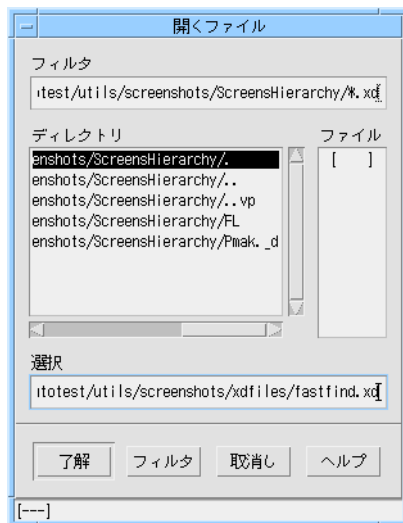 開くファイル
フィルタ
itest/utils/screenshots/ScreensHierarchy/*.xd
ディレクトリ ファイル
enshots/ScreensHierarchy/. [ ]
enshots/ScreensHierarchy/..
enshots/ScreensHierarchy/..vp
enshots/ScreensHierarchy/FL
enshots/ScreensHierarchy/Pmak._d
選択
itotest/utils/screenshots/xdfiles/fastfind.xd
了解 フィルタ 取消し ヘルプ
[---]